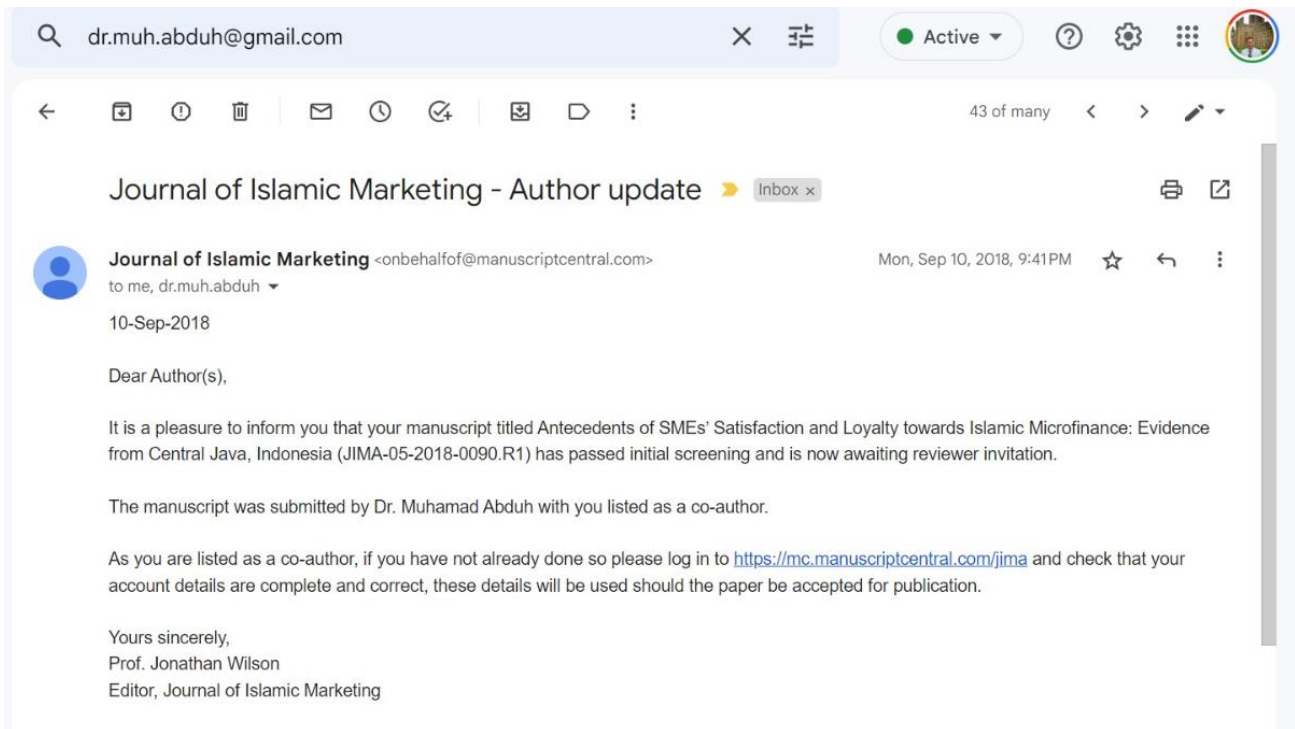 dr.muh.abduh@gmail.com
Active
43 of many
Journal of Islamic Marketing - Author update
Inbox x
Journal of Islamic Marketing <onbehalfof@manuscriptcentral.com>
Mon, Sep 10, 2018, 9:41 PM
to me, dr.muh.abduh
10-Sep-2018
Dear Author(s),
It is a pleasure to inform you that your manuscript titled Antecedents of SMEs' Satisfaction and Loyalty towards Islamic Microfinance: Evidence
from Central Java, Indonesia (JIMA-05-2018-0090.R1) has passed initial screening and is now awaiting reviewer invitation.
The manuscript was submitted by Dr. Muhamad Abduh with you listed as a co-author.
As you are listed as a co-author, if you have not already done so please log in to https://mc.manuscriptcentral.com/jima and check that your
account details are complete and correct, these details will be used should the paper be accepted for publication.
Yours sincerely,
Prof. Jonathan Wilson
Editor, Journal of Islamic Marketing